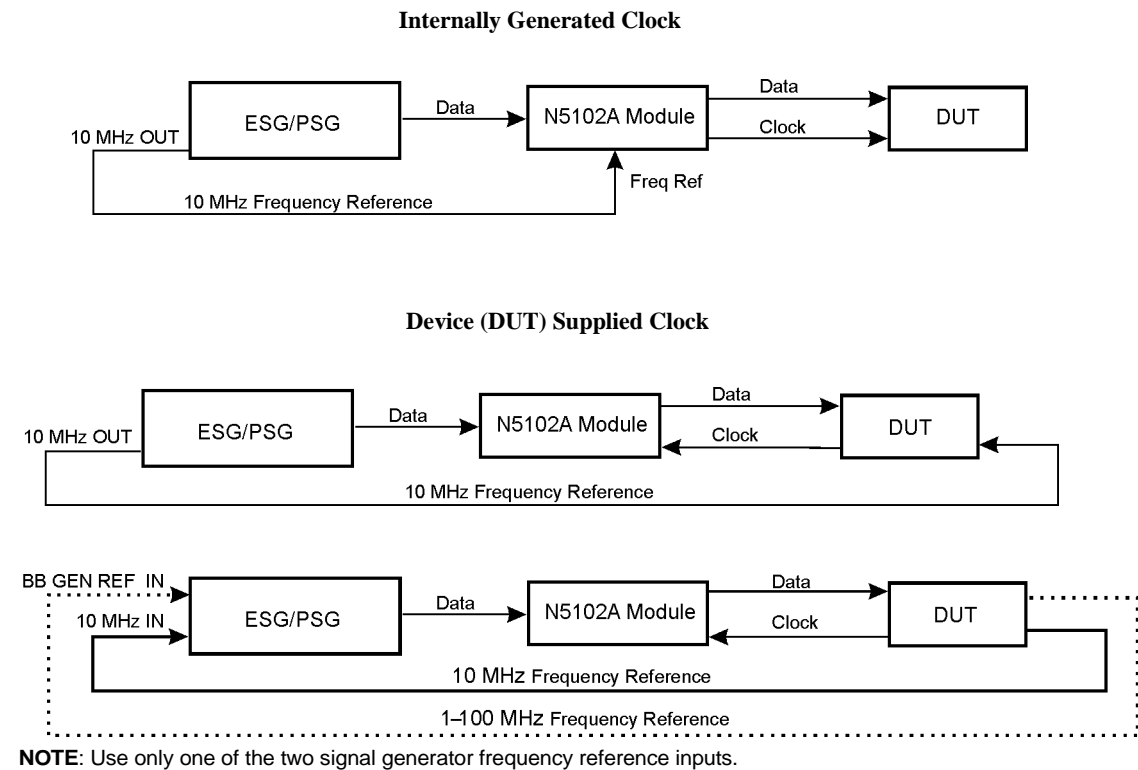 Internally Generated Clock
ESG/PSG
Data
N5102A Module
Data
Clock
DUT
10 MHz OUT
Freq Ref
10 MHz Frequency Reference
Device (DUT) Supplied Clock
ESG/PSG
Data
N5102A Module
Data
Clock
DUT
10 MHz OUT
10 MHz Frequency Reference
BB GEN REF IN
10 MHz IN
ESG/PSG
Data
N5102A Module
Data
Clock
DUT
10 MHz Frequency Reference
1–100 MHz Frequency Reference
NOTE: Use only one of the two signal generator frequency reference inputs.